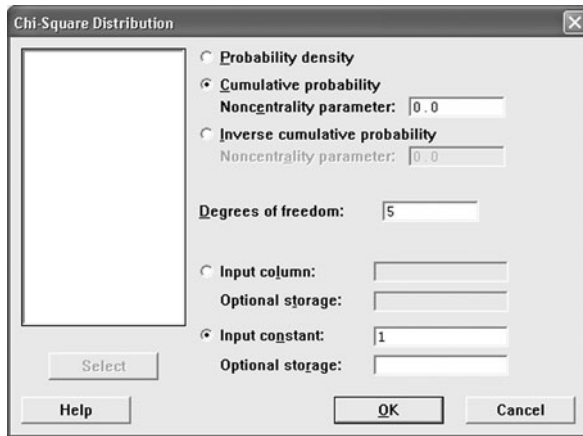 Chi-Square Distribution
Probability density
Cumulative probability
Noncentrality parameter: 0.0
Inverse cumulative probability
Noncentrality parameter: 0.0
Degrees of freedom: 5
Input column:
Optional storage:
Input constant: 1
Optional storage:
Select
Help
OK
Cancel